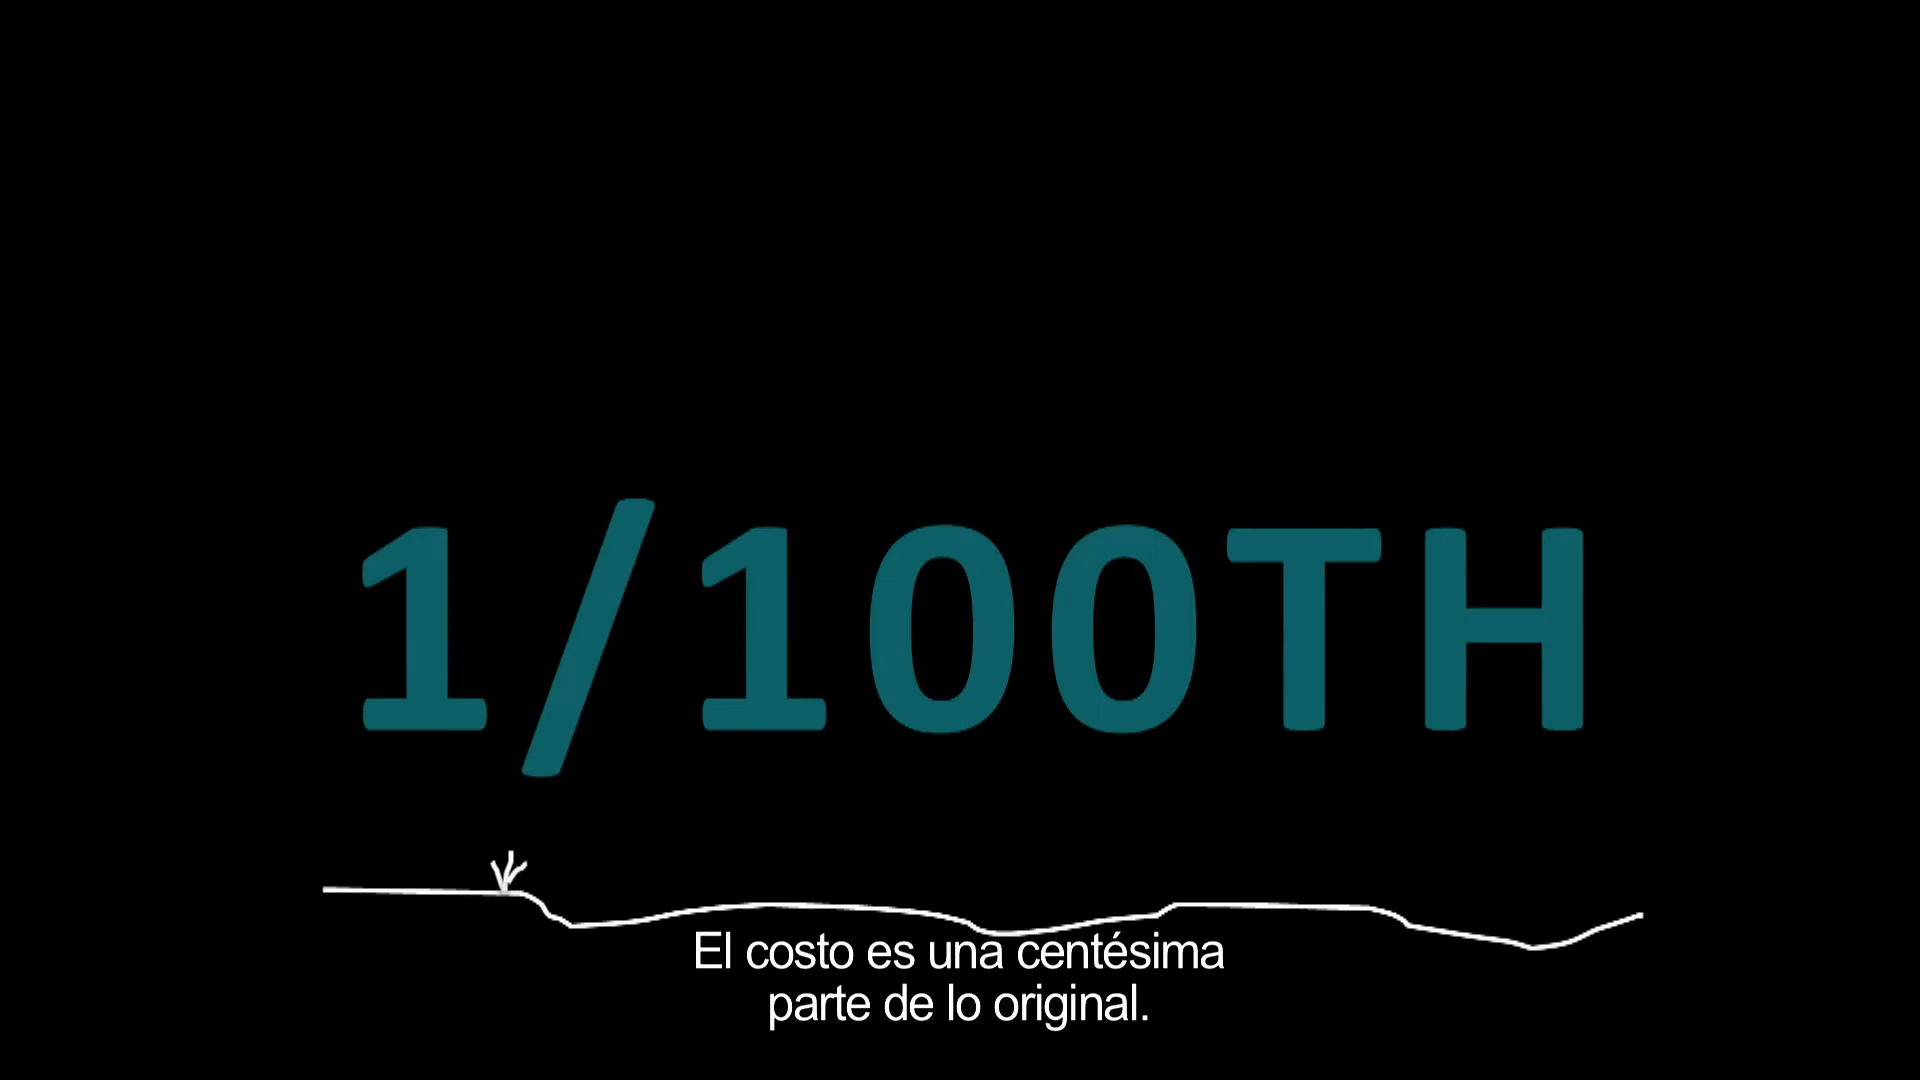 1/100TH
El costo es una centésima
parte de lo original.